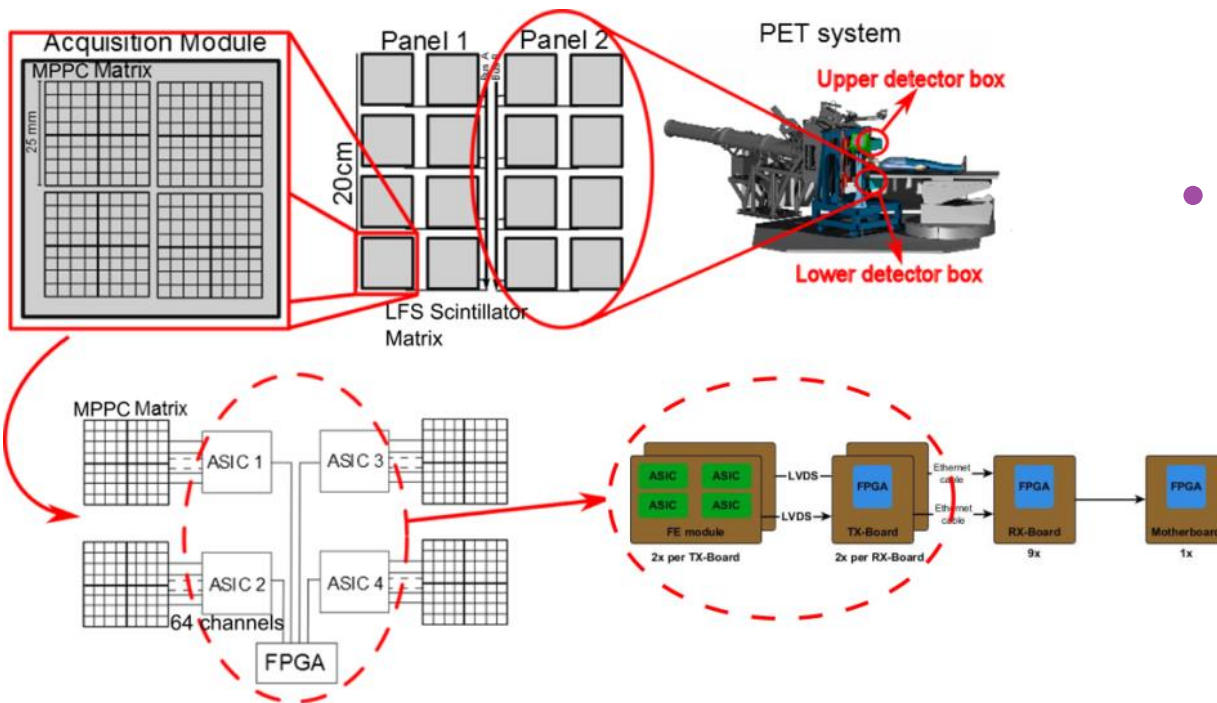 Acquisition Module
MPPC Matrix
25 mm
Panel 1
Panel 2
Bus A
Bus B
20cm
LFS Scintillator
Matrix
PET system
Upper detector box
Lower detector box
MPPC Matrix
ASIC 1
ASIC 3
ASIC 2
ASIC 4
64 channels
FPGA
ASIC
ASIC
ASIC
ASIC
FE module
2x per TX-Board
LVDS
LVDS
FPGA
TX-Board
2x per RX-Board
Ethernet
cable
Ethernet
cable
FPGA
RX-Board
9x
FPGA
Motherboard
1x